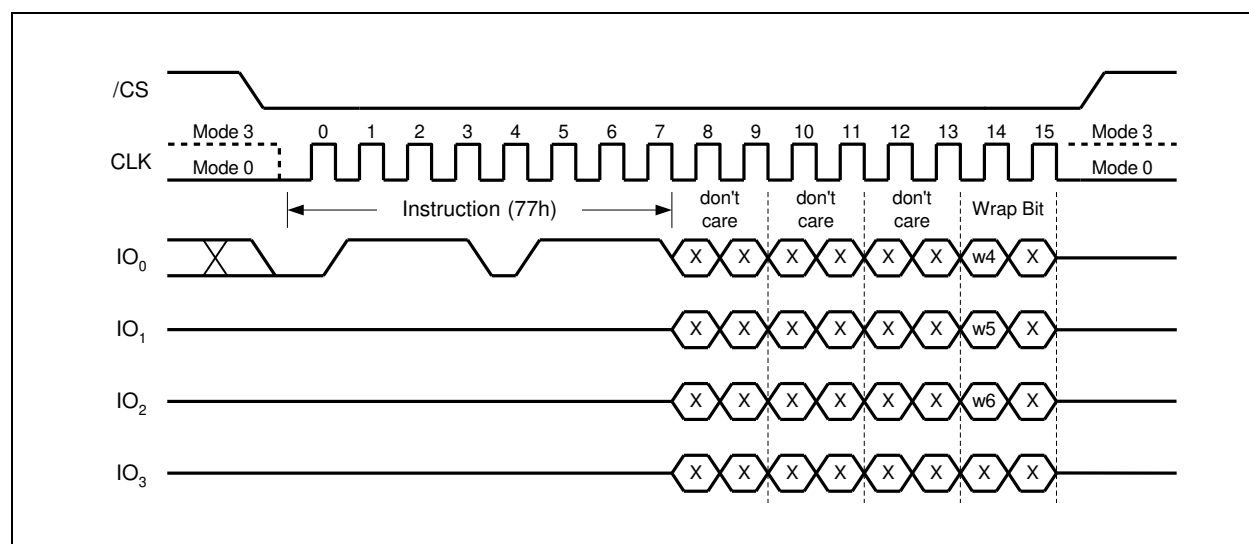 /CS
Mode 3 0 1 2 3 4 5 6 7 8 9 10 11 12 13 14 15 Mode 3
CLK
Mode 0 Mode 0
Instruction (77h)
don't care
don't care
don't care
Wrap Bit
IO0 X X X X X X w4 X
IO1 X X X X X X w5 X
IO2 X X X X X X w6 X
IO3 X X X X X X X X